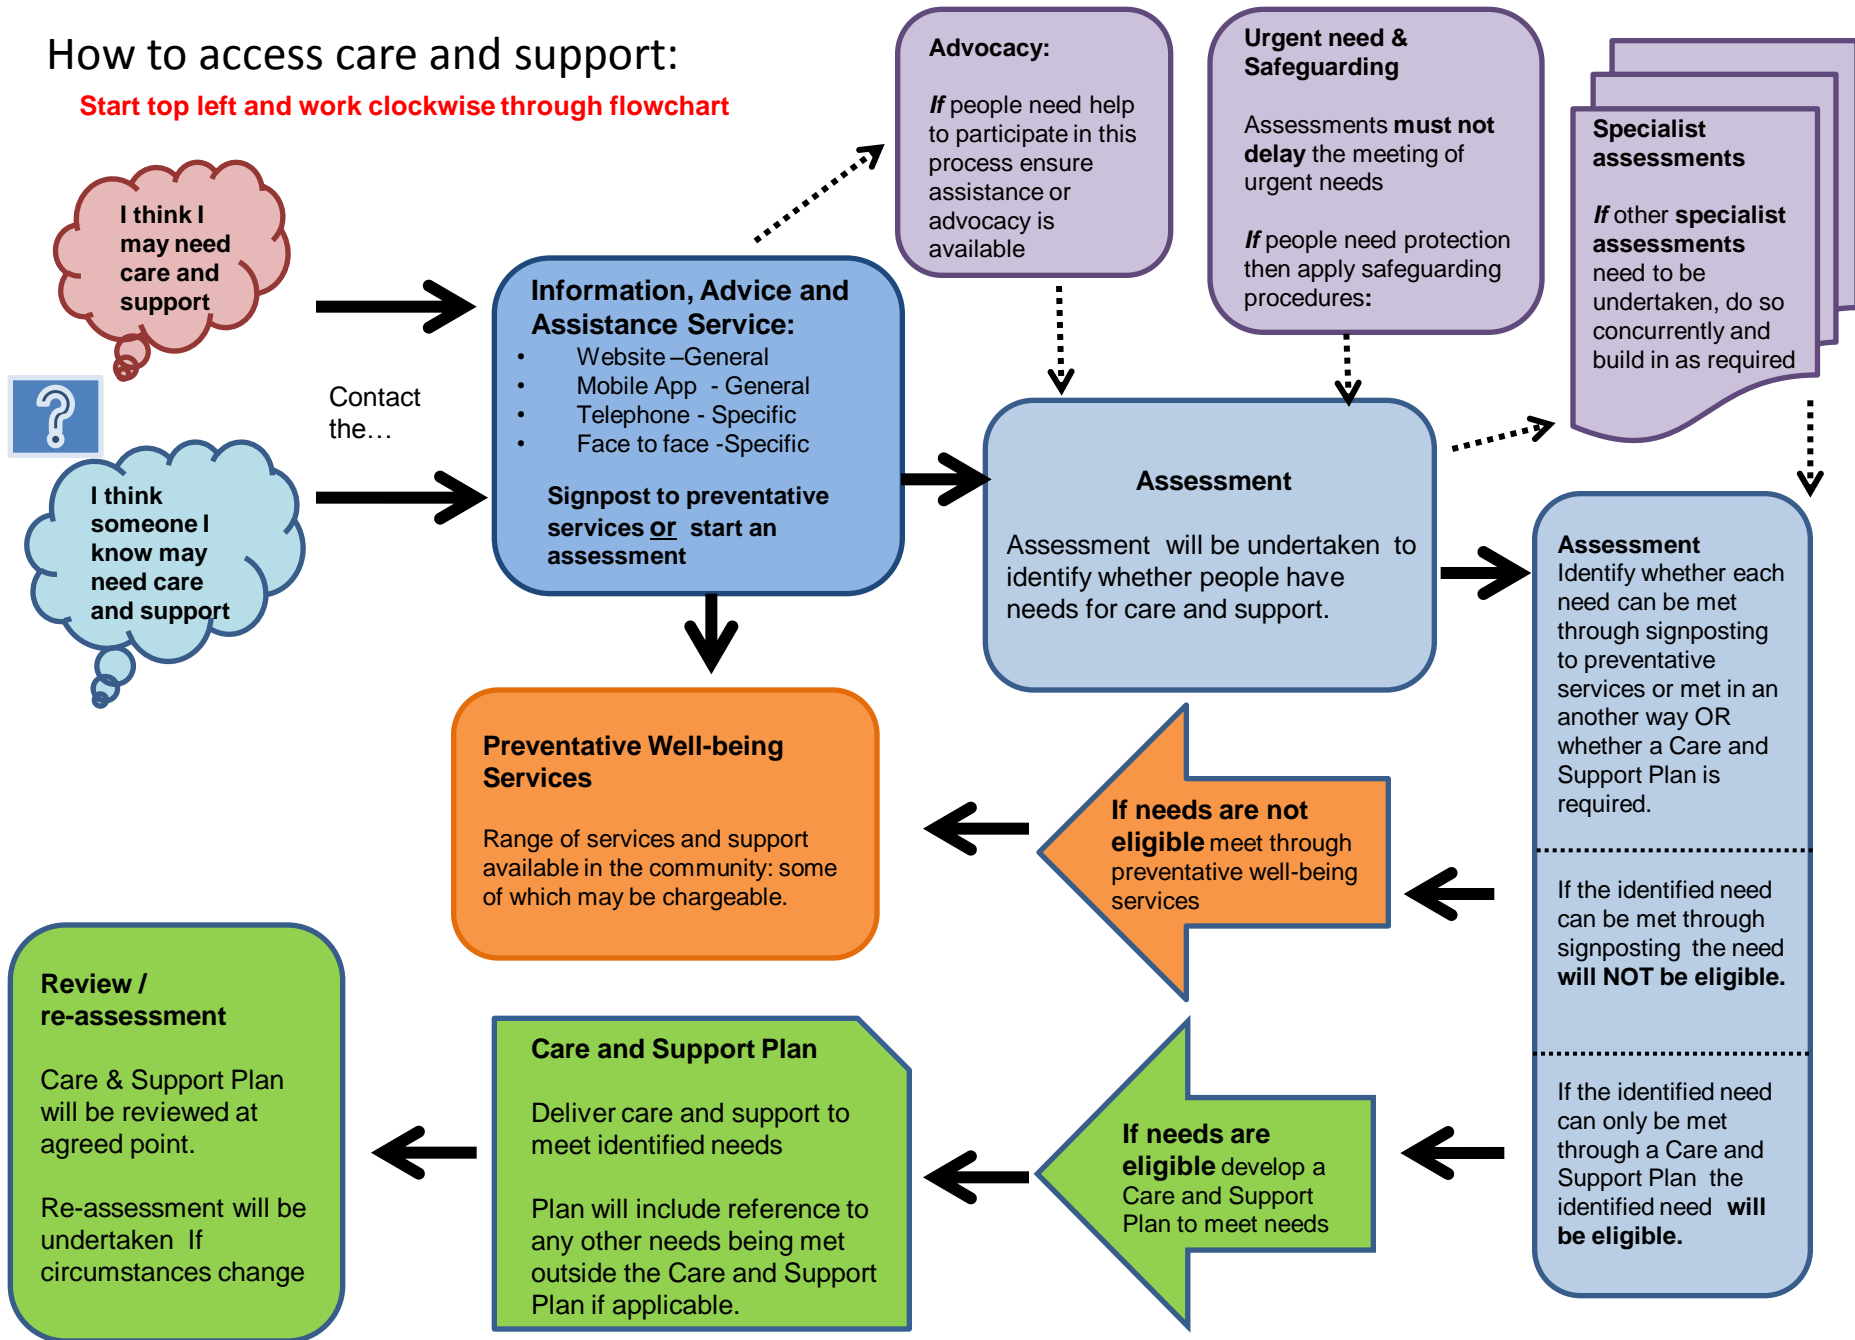 How to access care and support:
Start top left and work clockwise through flowchart
I think I
may need
care and
support
?
I think
someone I
know may
need care
and support
Contact
the…
Information, Advice and
Assistance Service:
• Website –General
• Mobile App - General
• Telephone - Specific
• Face to face -Specific
Signpost to preventative
services or start an
assessment
Advocacy:
If people need help
to participate in this
process ensure
assistance or
advocacy is
available
Urgent need &
Safeguarding
Assessments must not
delay the meeting of
urgent needs
If people need protection
then apply safeguarding
procedures:
Specialist
assessments
If other specialist
assessments
need to be
undertaken, do so
concurrently and
build in as required
Assessment
Assessment will be undertaken to
identify whether people have
needs for care and support.
Assessment
Identify whether each
need can be met
through signposting
to preventative
services or met in an
another way OR
whether a Care and
Support Plan is
required.
If the identified need
can be met through
signposting the need
will NOT be eligible.
If the identified need
can only be met
through a Care and
Support Plan the
identified need will
be eligible.
If needs are not
eligible meet through
preventative well-being
services
Preventative Well-being
Services
Range of services and support
available in the community: some
of which may be chargeable.
If needs are
eligible develop a
Care and Support
Plan to meet needs
Care and Support Plan
Deliver care and support to
meet identified needs
Plan will include reference to
any other needs being met
outside the Care and Support
Plan if applicable.
Review /
re-assessment
Care & Support Plan
will be reviewed at
agreed point.
Re-assessment will be
undertaken If
circumstances change